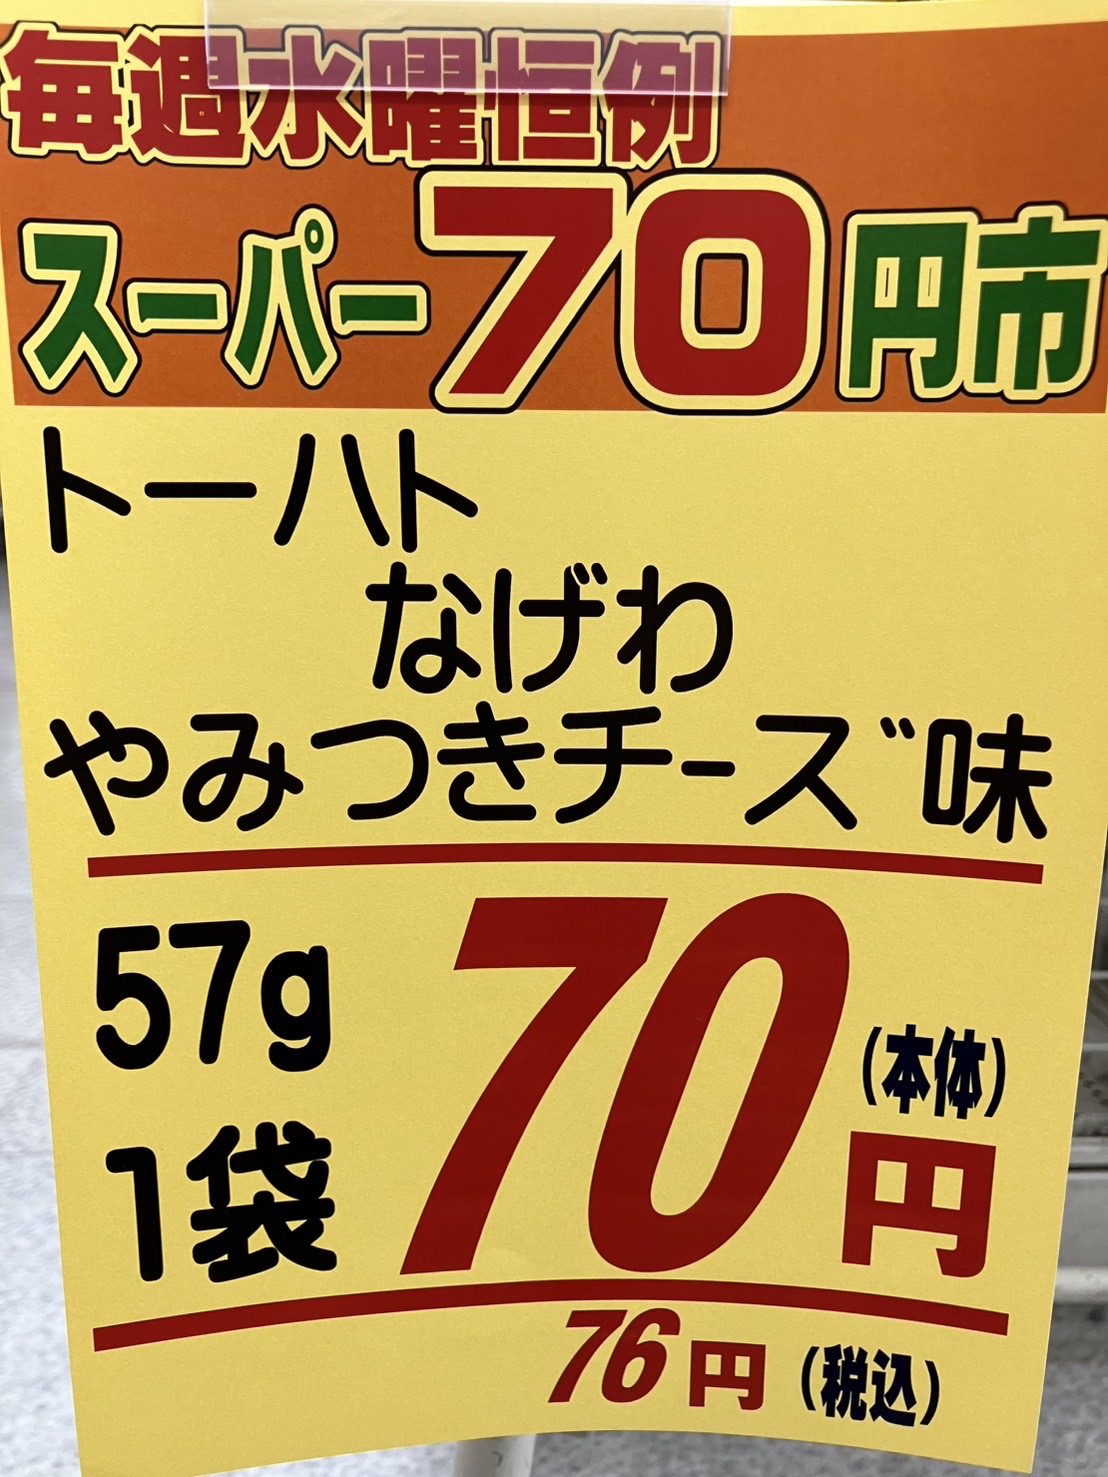 毎週水曜恒例
スーパー70円市
トーハト
なげわ
やみつきチーズ味
57g
1袋
70円
(本体)
76円(税込)